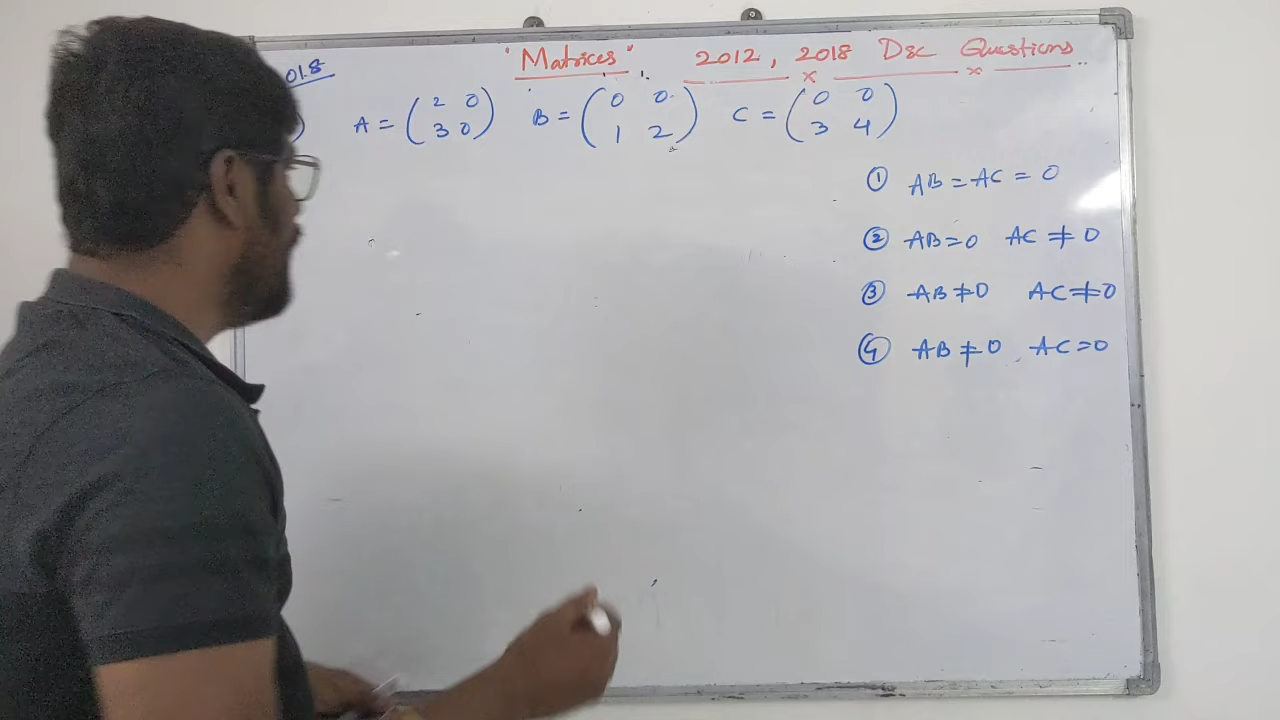 "Matrices" 2012, 2018 Dsc Questions
018
A = (2 0 3 0) B = (0 0 1 2) C = (0 0 3 4)
① AB = AC = 0
② AB=0 AC ≠ 0
③ AB≠0 AC≠0
④ AB ≠ 0 AC=0